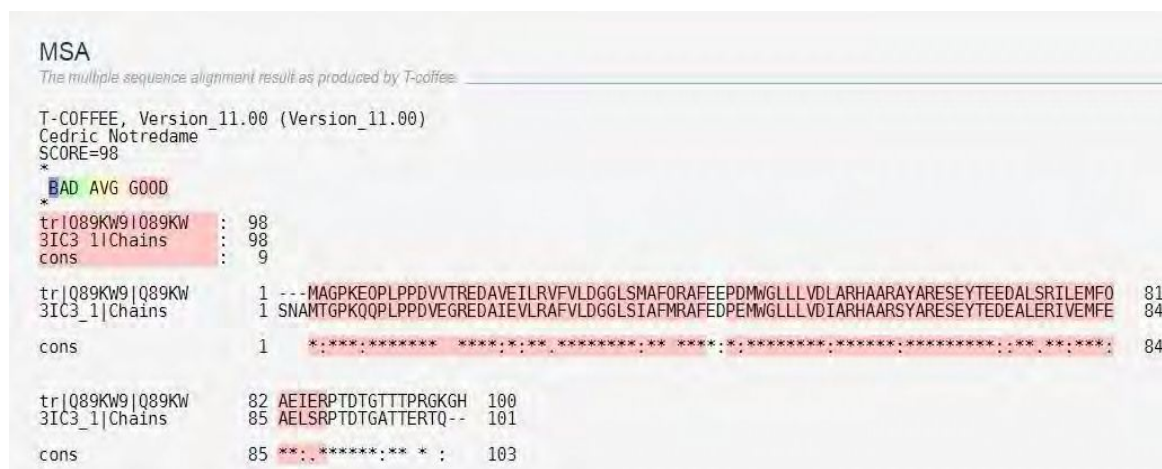 MSA
The multiple sequence alignment result as produced by T-coffee.
T-COFFEE, Version_11.00 (Version_11.00)
Cedric Notredame
SCORE=98
*
BAD AVG GOOD
*
tr|Q89KW9|Q89KW : 98
3IC3 1|Chains : 98
cons : 9
tr|Q89KW9|Q89KW 1 ---MAGPKEQPLPPDVVTREDAVEILRVFVLDGGLSMAFQRAFEEPDMWGLLLVDLARHAARAYARESEYTEEDALSRILEMFQ 81
3IC3_1|Chains 1 SNAMTGPKQQPLPPDVEGREDAIEVLRAFVLDGGLSIAFMRAFEDPEMWGLLLVDIARHAARSYARESEYTEDEALERIVEMFE 84
cons 1 *:***:*******  ****:*:**.********:** ****:*:********:******:*********::**.**:***: 84
tr|Q89KW9|Q89KW 82 AEIERPTDTGTTTPRGKGH 100
3IC3_1|Chains 85 AELSRPTDTGATTERTQ-- 101
cons 85 **:.******:** * : 103